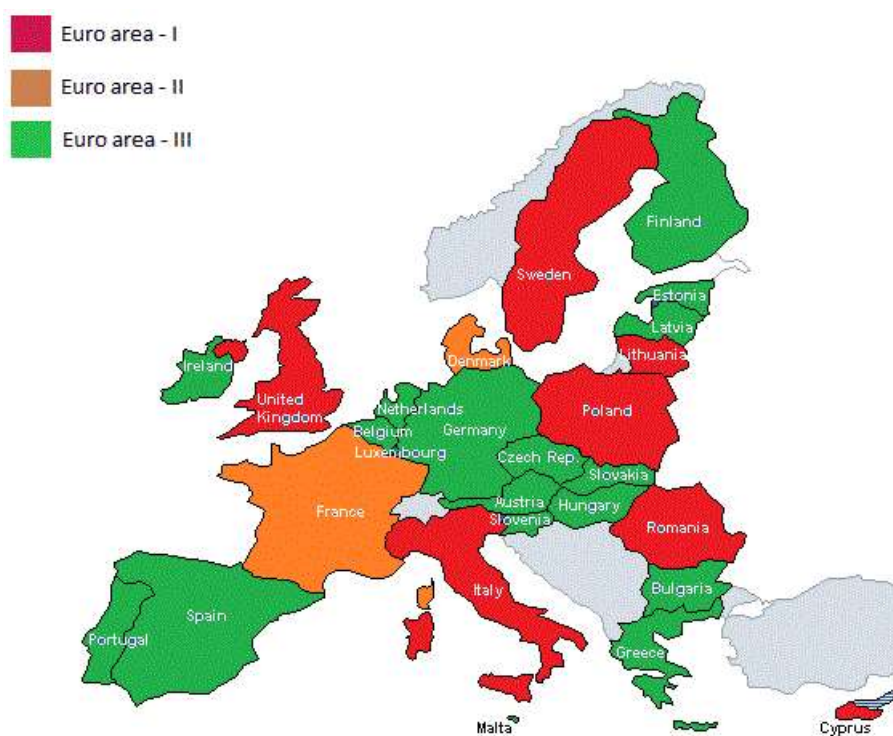 Euro area - I
Euro area - II
Euro area - III
Finland
Sweden
Estonia
Latvia
Lithuania
Denmark
Ireland
United
Kingdom
Netherlands
Belgium
Germany
Poland
Luxembourg
Czech Rep.
Slovakia
Austria
Hungary
Slovenia
France
Romania
Italy
Bulgaria
Spain
Portugal
Greece
Malta
Cyprus